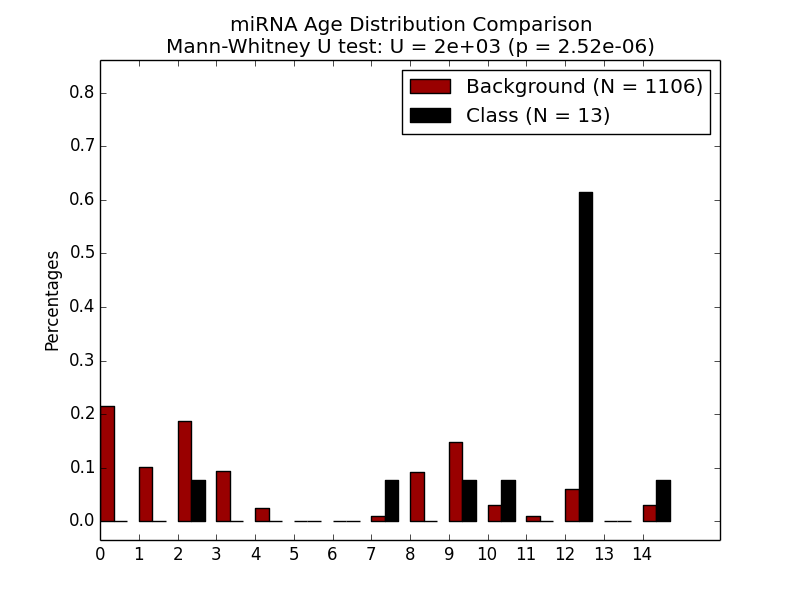 miRNA Age Distribution Comparison
Mann-Whitney U test: U = 2e+03 (p = 2.52e-06)
Background (N = 1106)
Class (N = 13)
Percentages
0.8
0.7
0.6
0.5
0.4
0.3
0.2
0.1
0.0
0 1 2 3 4 5 6 7 8 9 10 11 12 13 14